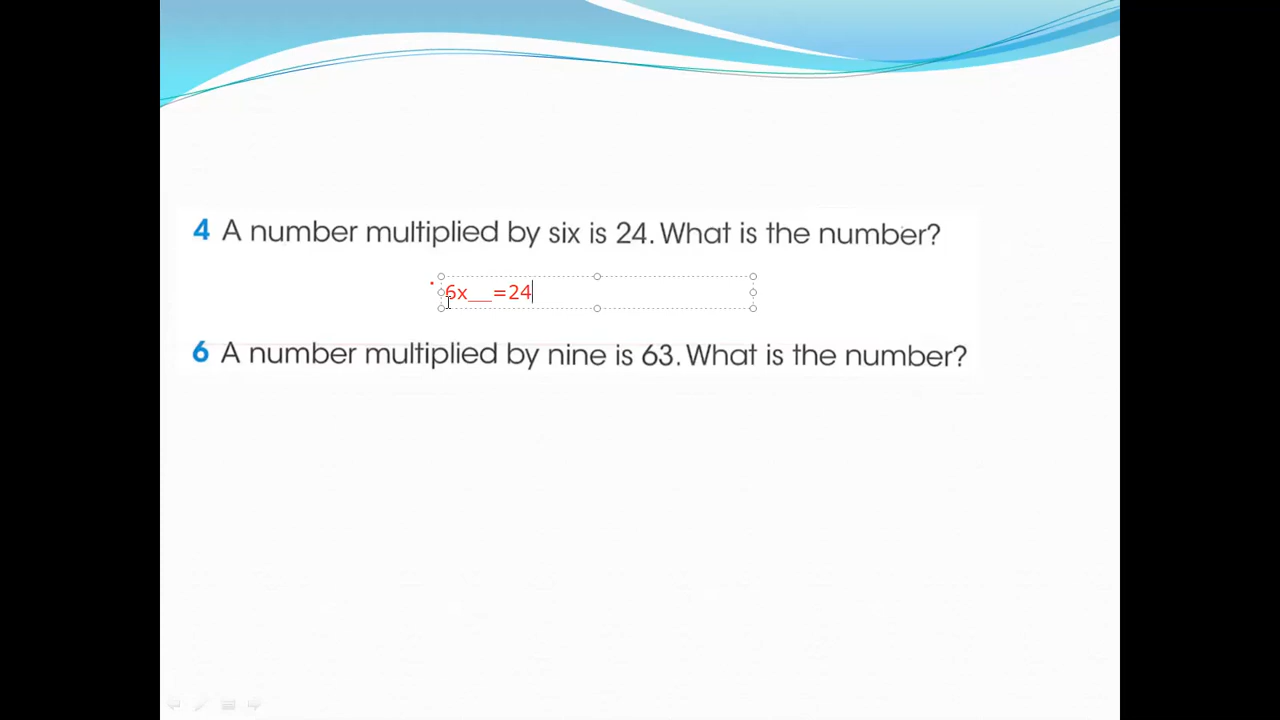 4 A number multiplied by six is 24. What is the number?
6x__=24
6 A number multiplied by nine is 63. What is the number?